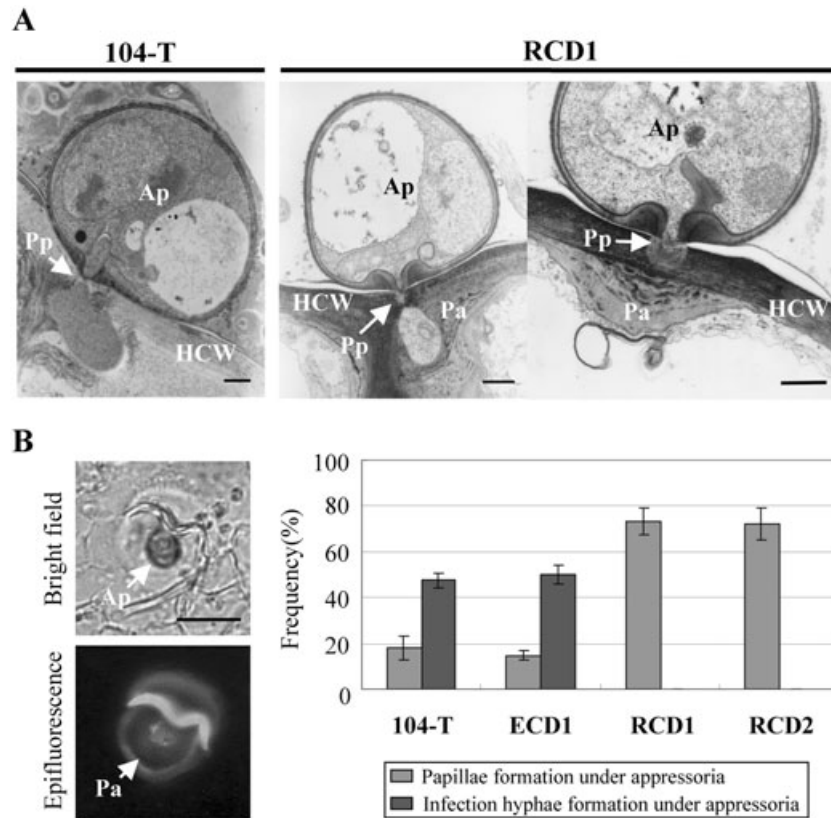 A
104-T
RCD1
Ap
Pp
HCW
Ap
HCW
Pp
Pa
Ap
Pp
Pa
HCW
B
Bright field
Ap
Epifluorescence
Pa
Frequency(%)
100
80
60
40
20
0
104-T
ECD1
RCD1
RCD2
Papillae formation under appressoria
Infection hyphae formation under appressoria